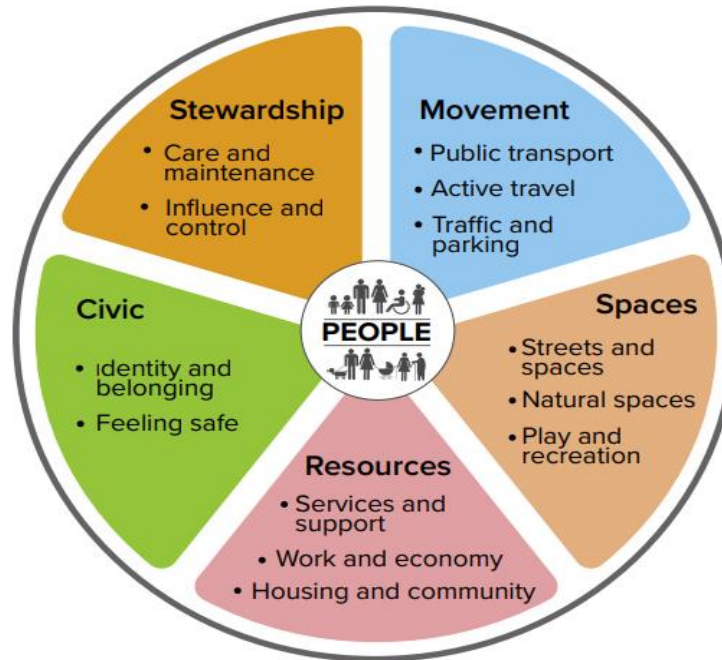 Stewardship
• Care and
maintenance
• Influence and
control
Movement
• Public transport
• Active travel
• Traffic and
parking
Civic
• Identity and
belonging
• Feeling safe
PEOPLE
Spaces
• Streets and
spaces
• Natural spaces
• Play and
recreation
Resources
• Services and
support
• Work and economy
• Housing and community